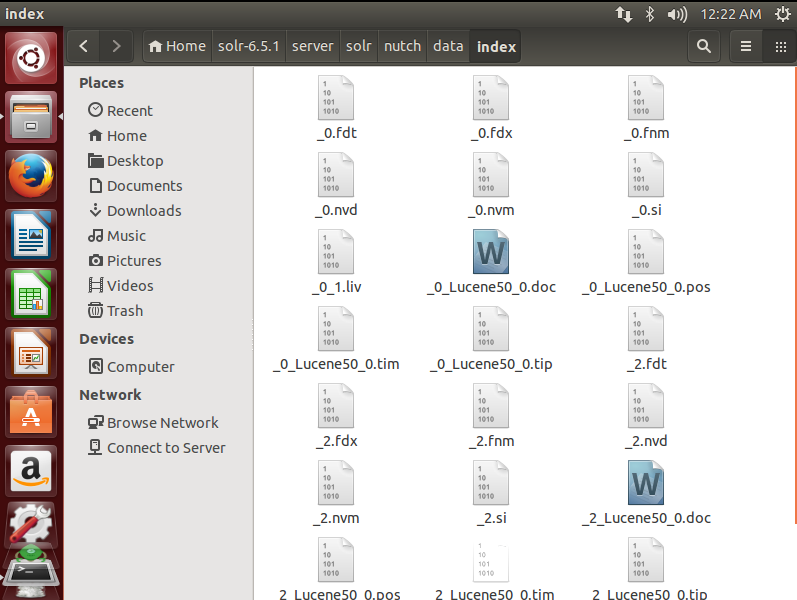 index
12:22 AM
Home solr-6.5.1 server solr nutch data index
Places
Recent
Home
Desktop
Documents
Downloads
Music
Pictures
Videos
Trash
Devices
Computer
Network
Browse Network
Connect to Server
_0.fdt _0.fdx _0.fnm
_0.nvd _0.nvm _0.si
_0_1.liv _0_Lucene50_0.doc _0_Lucene50_0.pos
_0_Lucene50_0.tim _0_Lucene50_0.tip _2.fdt
_2.fdx _2.fnm _2.nvd
_2.nvm _2.si _2_Lucene50_0.doc
_2_Lucene50_0.pos _2_Lucene50_0.tim _2_Lucene50_0.tip